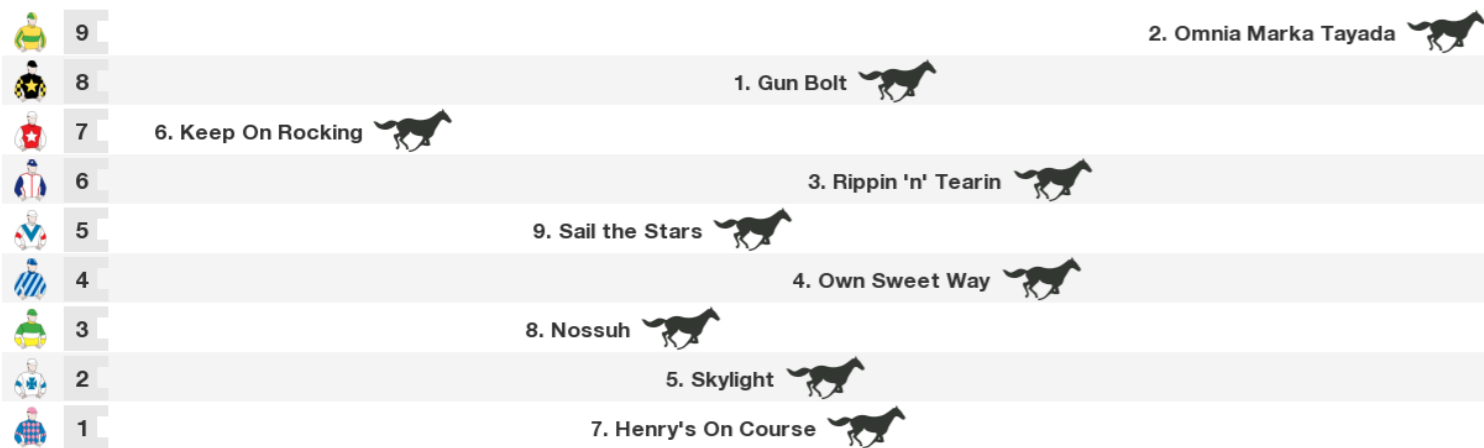 9 2. Omnia Marka Tayada
8 1. Gun Bolt
7 6. Keep On Rocking
6 3. Rippin 'n' Tearin
5 9. Sail the Stars
4 4. Own Sweet Way
3 8. Nossuh
2 5. Skylight
1 7. Henry's On Course